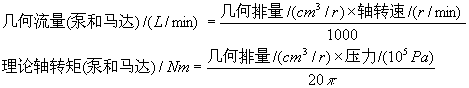 几何流量(泵和马达)/(L/min) = 几何排量/(cm³/r)×轴转速/(r/min) / 1000
理论轴转矩(泵和马达)/Nm = 几何排量/(cm³/r)×压力/(10⁵Pa) / 20π